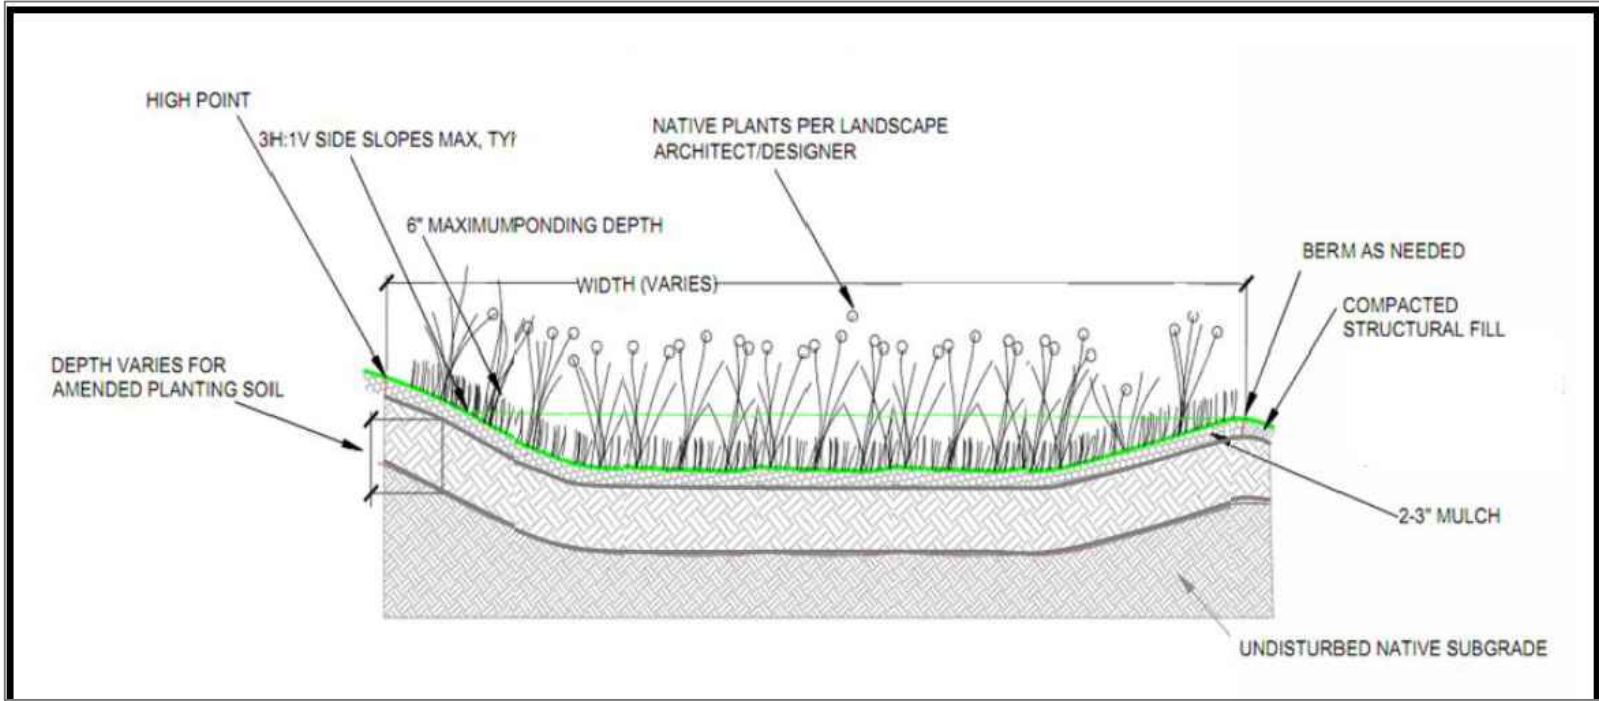 HIGH POINT
3H:1V SIDE SLOPES MAX, TYP
NATIVE PLANTS PER LANDSCAPE
ARCHITECT/DESIGNER
6" MAXIMUMPONDING DEPTH
BERM AS NEEDED
WIDTH (VARIES)
COMPACTED
STRUCTURAL FILL
DEPTH VARIES FOR
AMENDED PLANTING SOIL
2-3" MULCH
UNDISTURBED NATIVE SUBGRADE